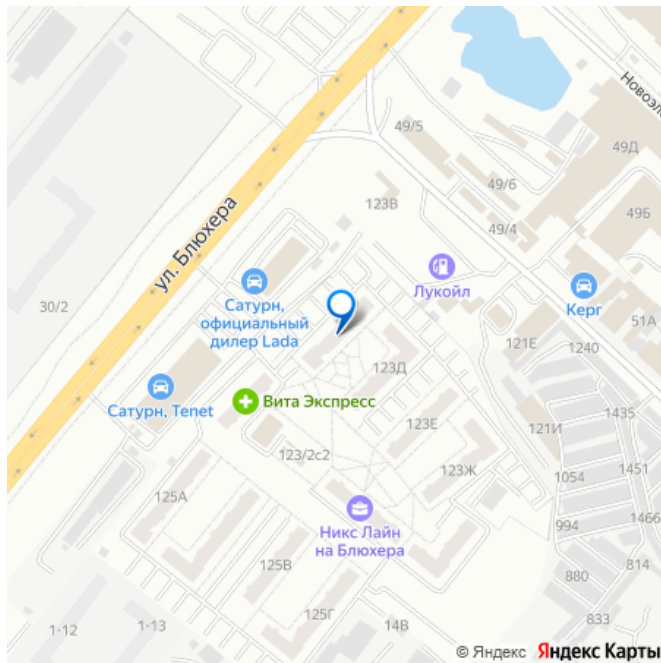 Новоэл
49/5
49Д
49/6
123В
49Б
49/4
ул. Блюхера
Лукойл
30/2
Сатурн,
официальный
дилер Lada
Керг
51А
121Е
1240
123Д
Сатурн, Tenet
Вита Экспресс
1435
123Е
121И
123/2с2
1451
123Ж
1054
125А
1466
994
Никс Лайн
на Блюхера
814
125В
880
125Г
14В
833
1-12
1-13
© Яндекс Яндекс Карты